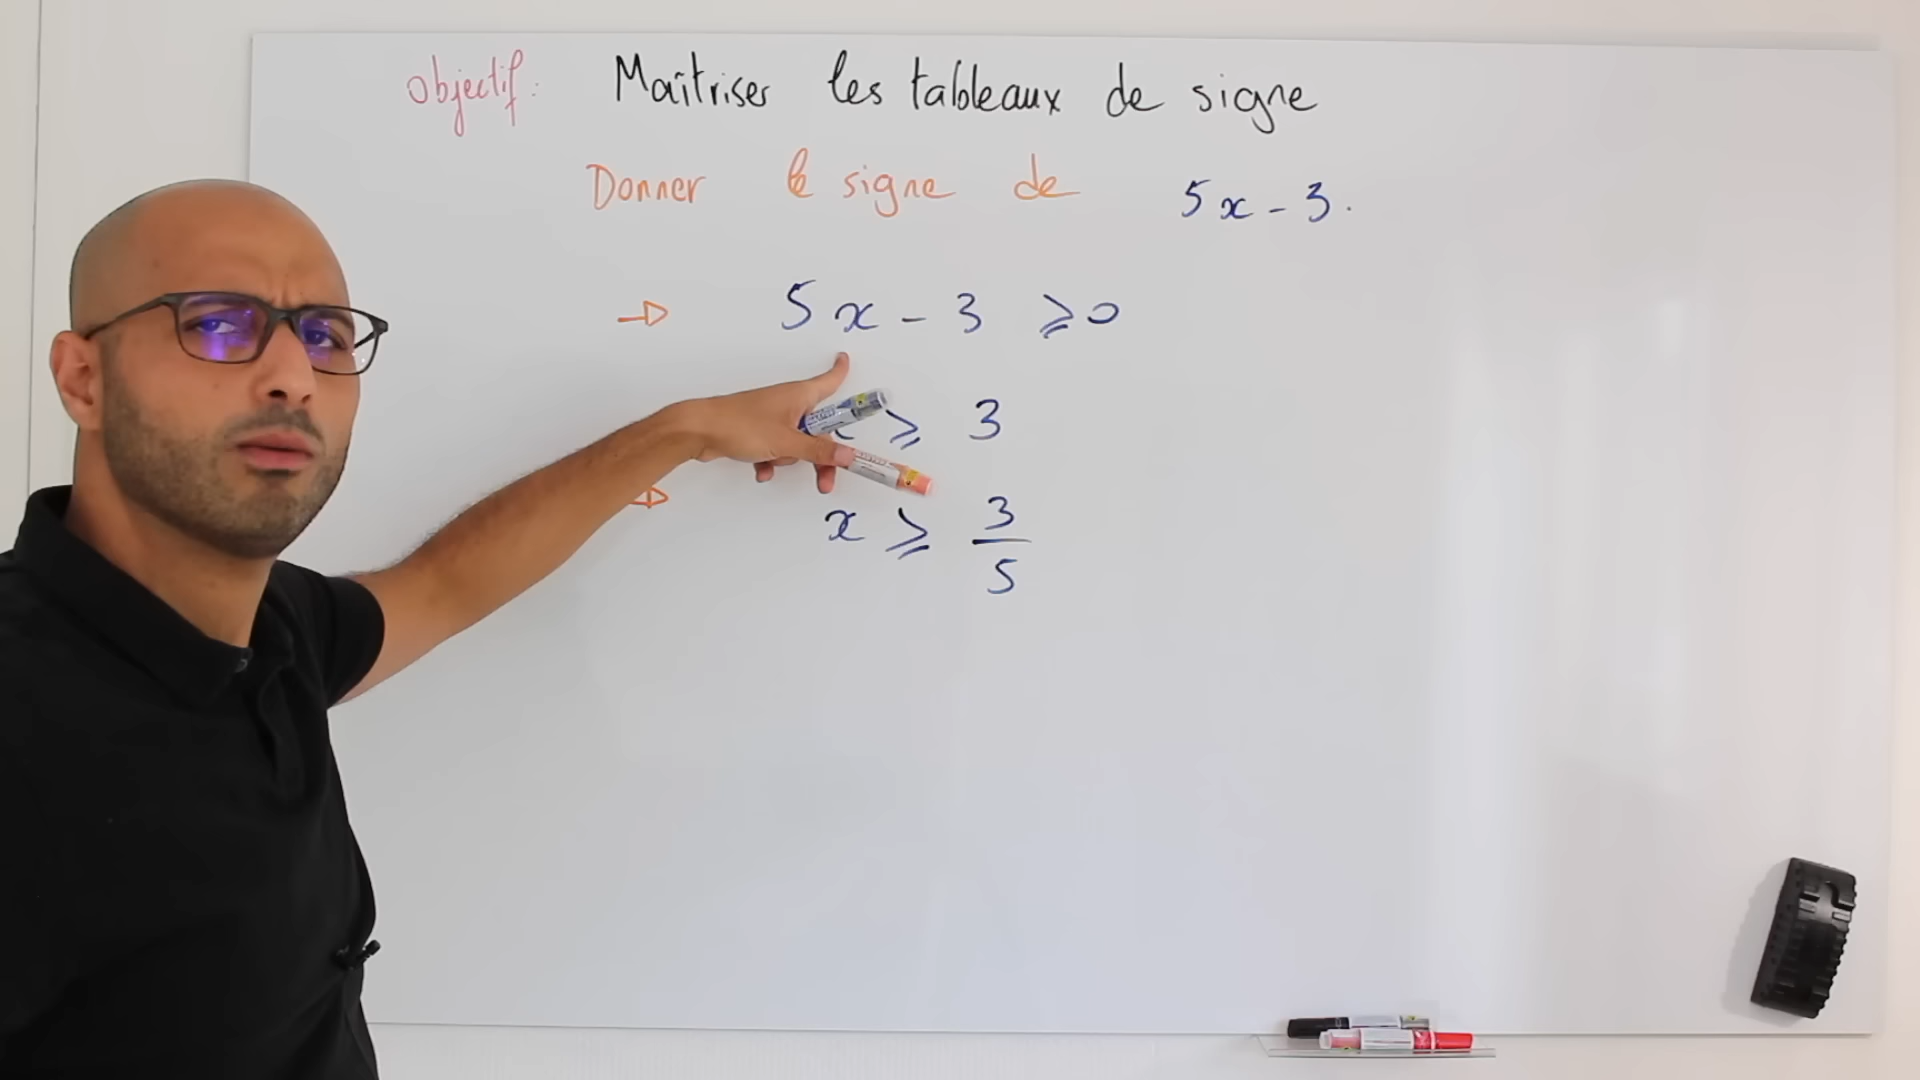 Objectif: Maîtriser les tableaux de signe
Donner le signe de 5x - 3.
5x - 3 ⩾ 0
x ⩾ 3
x ⩾ 3/5